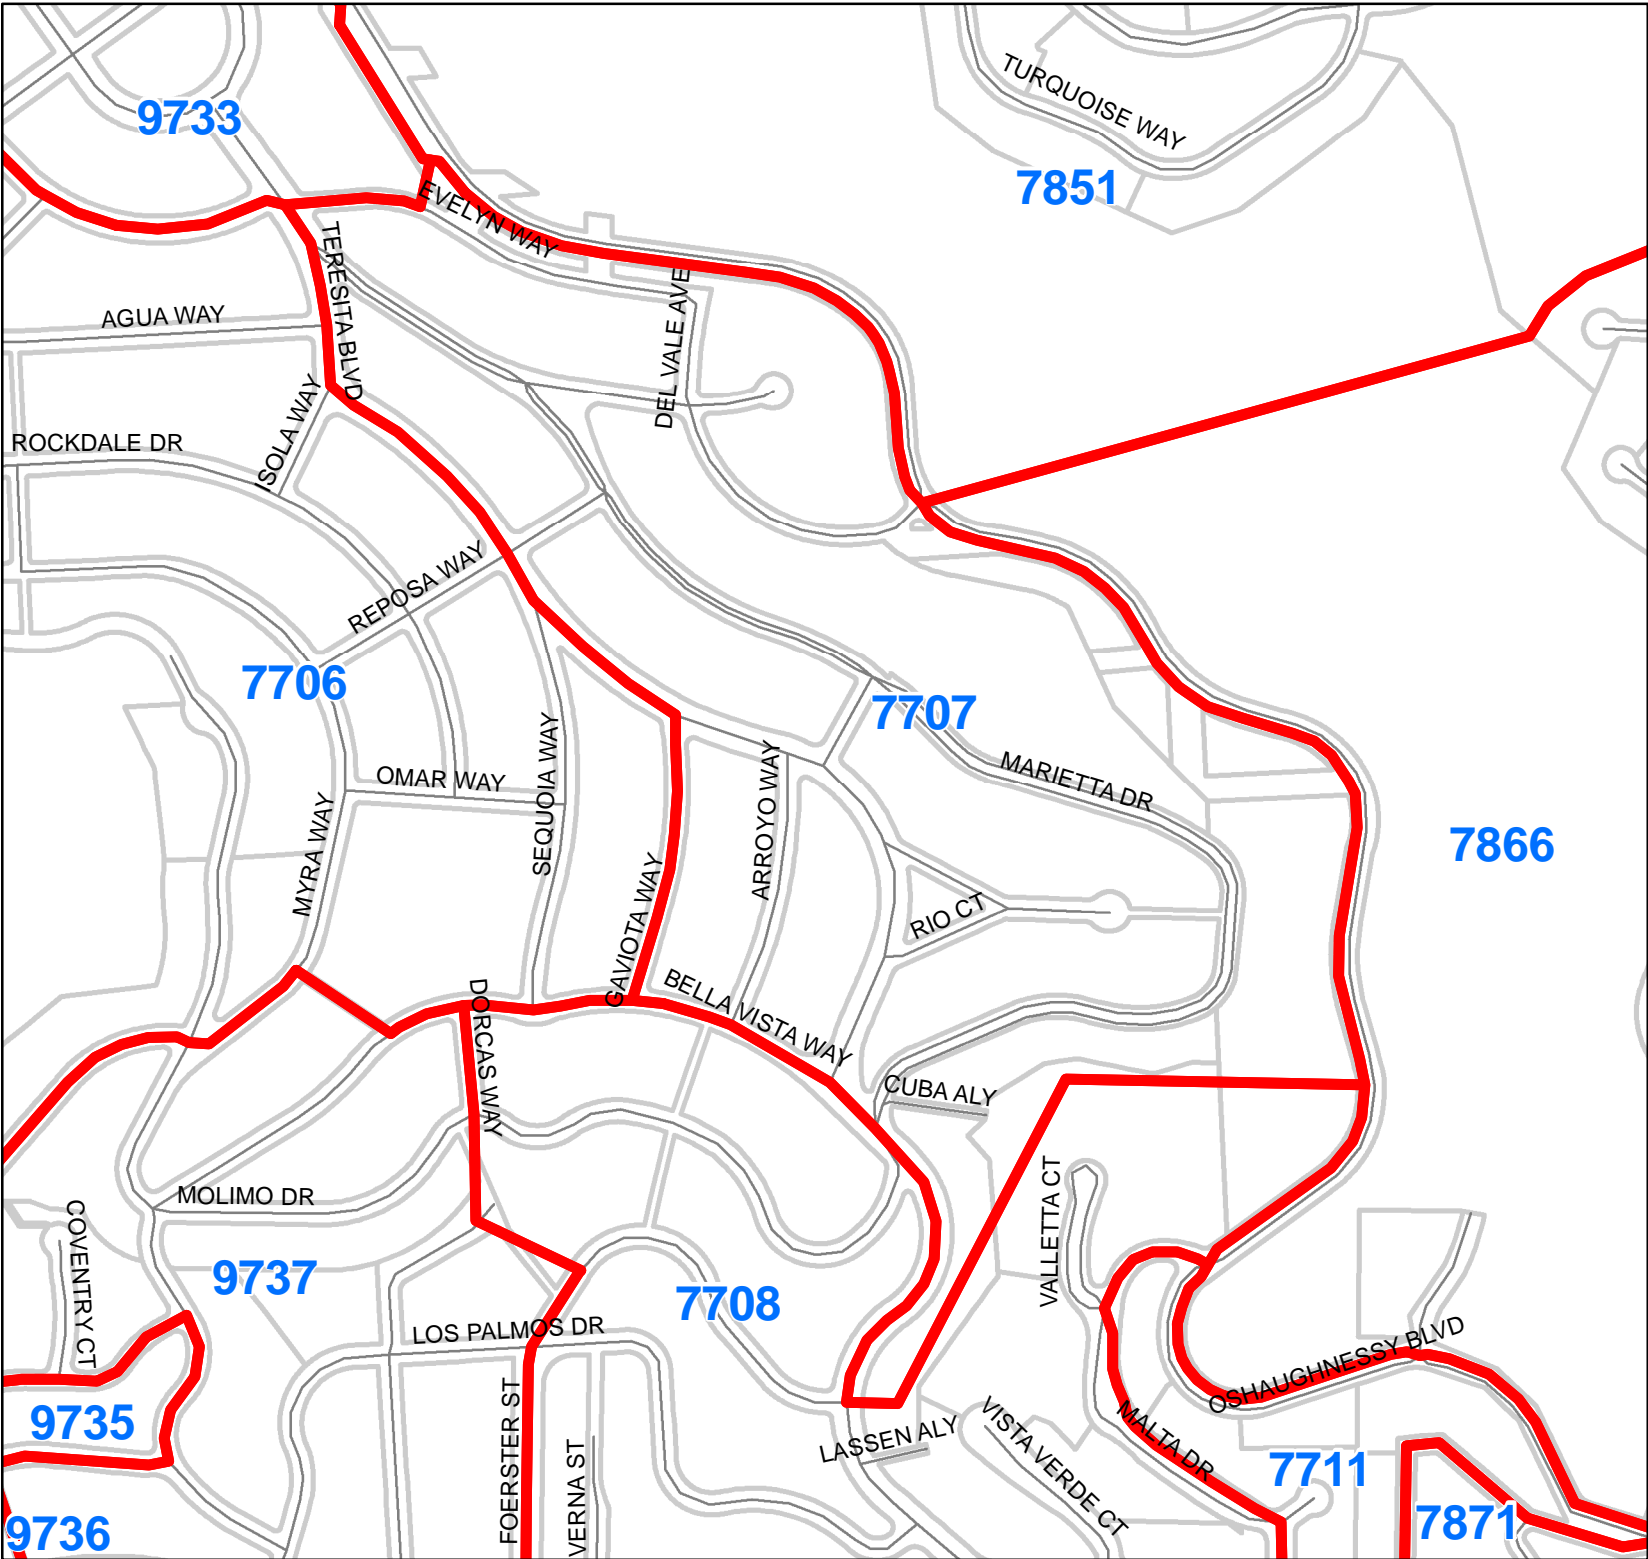 9733
TURQUOISE WAY
7851
EVELYN WAY
TERESITA BLVD
AGUA WAY
DEL VALE AVE
ISOLA WAY
ROCKDALE DR
REPOSA WAY
7706
7707
MARIETTA DR
OMAR WAY
SEQUOIA WAY
ARROYO WAY
MYRA WAY
7866
GAVIOTA WAY
RIO CT
BELLA VISTA WAY
DORCAS WAY
CUBA ALY
MOLIMO DR
COVENTRY CT
VALLETTA CT
9737
7708
LOS PALMOS DR
OSHAUGHNESSY BLVD
9735
FOERSTER ST
VERNA ST
LASSEN ALY
VISTA VERDE CT
MALTA DR
7711
7871
9736